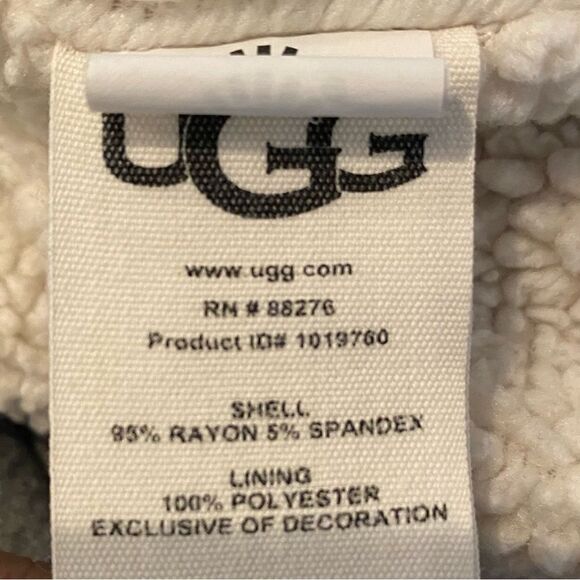 UGG
www.ugg.com
RN # 88276
Product ID# 1019760
SHELL
95% RAYON 5% SPANDEX
LINING
100% POLYESTER
EXCLUSIVE OF DECORATION